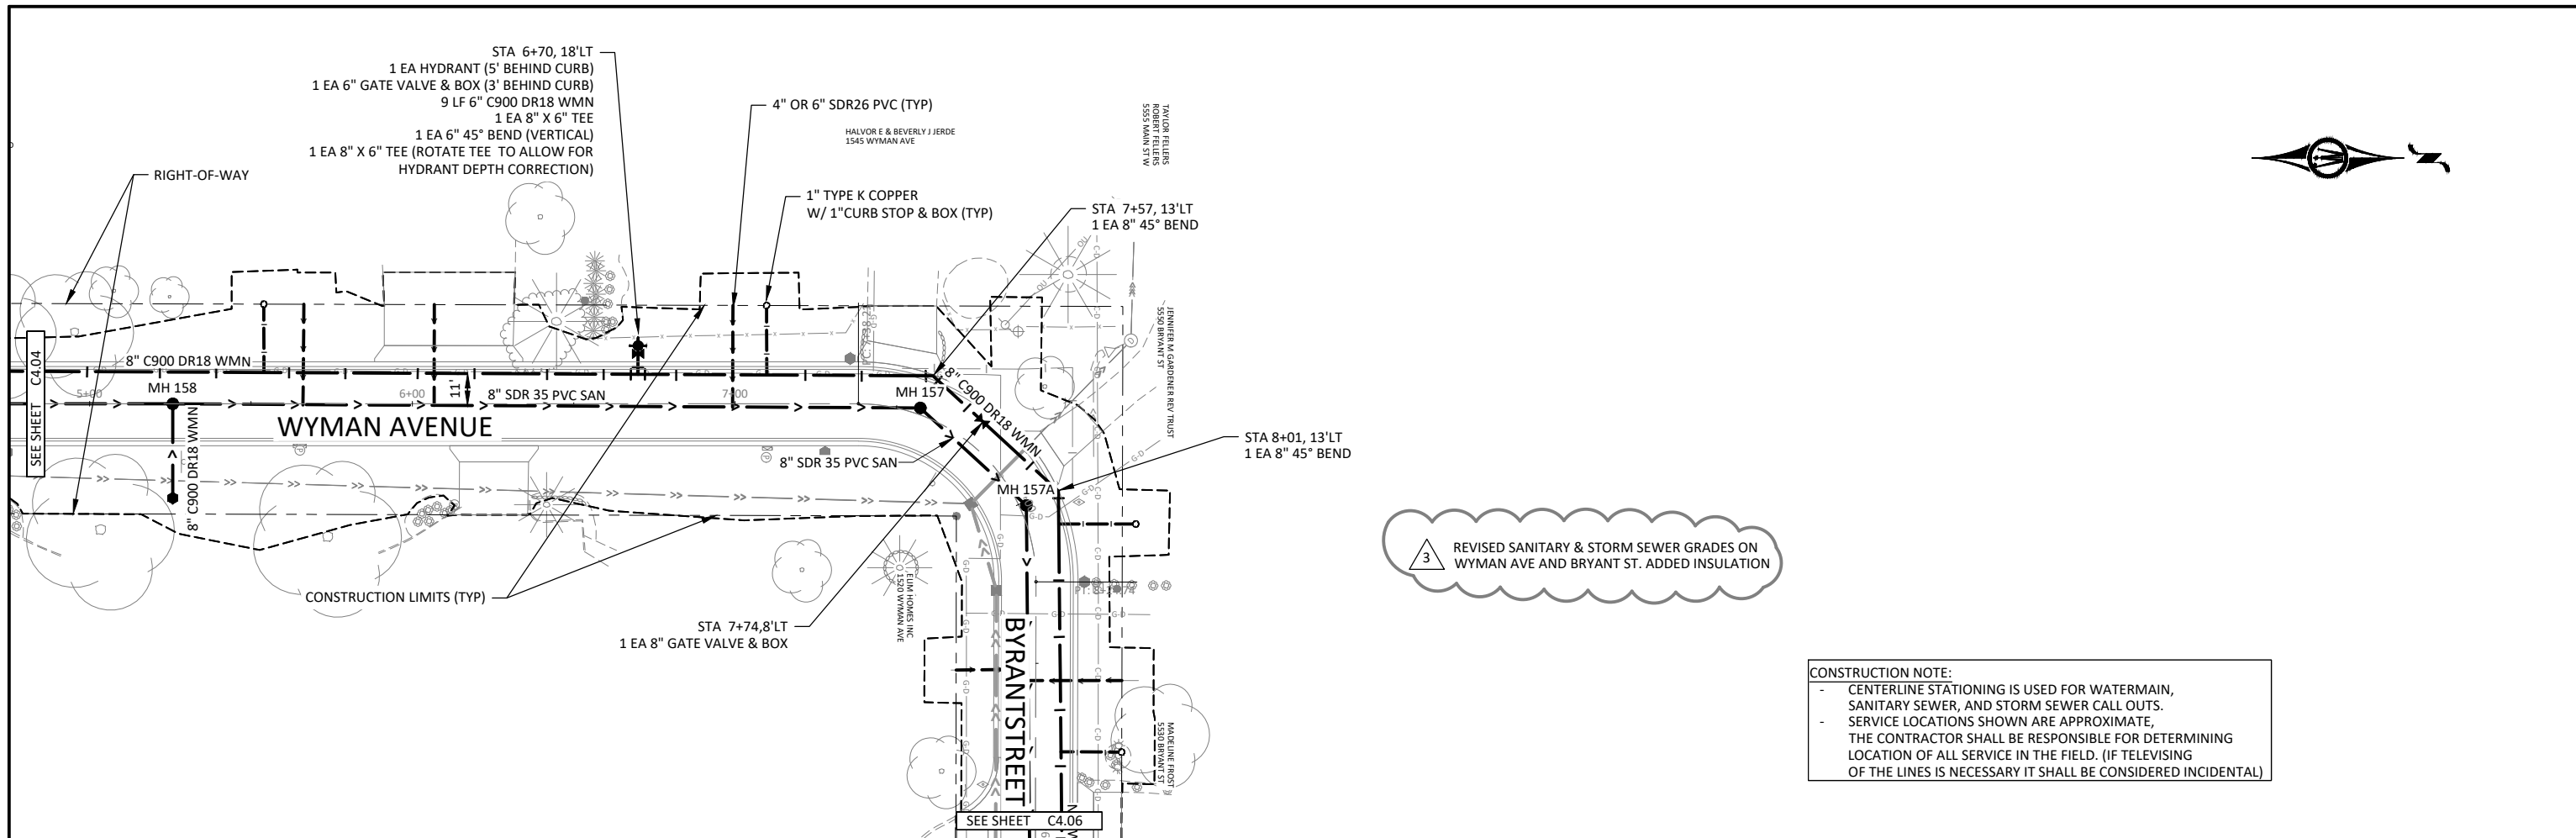 STA 6+70, 18'LT
1 EA HYDRANT (5' BEHIND CURB)
1 EA 6" GATE VALVE & BOX (3' BEHIND CURB)
9 LF 6" C900 DR18 WMN
1 EA 8" X 6" TEE
1 EA 6" 45° BEND (VERTICAL)
1 EA 8" X 6" TEE (ROTATE TEE TO ALLOW FOR
HYDRANT DEPTH CORRECTION)
RIGHT-OF-WAY
4" OR 6" SDR26 PVC (TYP)
HALVOR E & BEVERLY J JERDE
1545 WYMAN AVE
TAYLOR FELLERS
ROBERT FELLERS
5555 MAIN ST W
1" TYPE K COPPER
W/ 1"CURB STOP & BOX (TYP)
STA 7+57, 13'LT
1 EA 8" 45° BEND
JENNIFER M GARDENER REV TRUST
5550 BRYANT ST
SEE SHEET C4.04
8" C900 DR18 WMN
5+00
MH 158
6+00
11'
8" SDR 35 PVC SAN
7+00
MH 157
8" C900 DR18 WMN
WYMAN AVENUE
8" C900 DR18 WMN
8" SDR 35 PVC SAN
MH 157A
STA 8+01, 13'LT
1 EA 8" 45° BEND
CONSTRUCTION LIMITS (TYP)
ELIM HOMES INC
1520 WYMAN AVE
STA 7+74,8'LT
1 EA 8" GATE VALVE & BOX
BYRANTSTREET
MADELINE FROST
5530 BRYANT ST
SEE SHEET C4.06
3
REVISED SANITARY & STORM SEWER GRADES ON
WYMAN AVE AND BRYANT ST. ADDED INSULATION
CONSTRUCTION NOTE:
- CENTERLINE STATIONING IS USED FOR WATERMAIN,
SANITARY SEWER, AND STORM SEWER CALL OUTS.
- SERVICE LOCATIONS SHOWN ARE APPROXIMATE,
THE CONTRACTOR SHALL BE RESPONSIBLE FOR DETERMINING
LOCATION OF ALL SERVICE IN THE FIELD. (IF TELEVISING
OF THE LINES IS NECESSARY IT SHALL BE CONSIDERED INCIDENTAL)